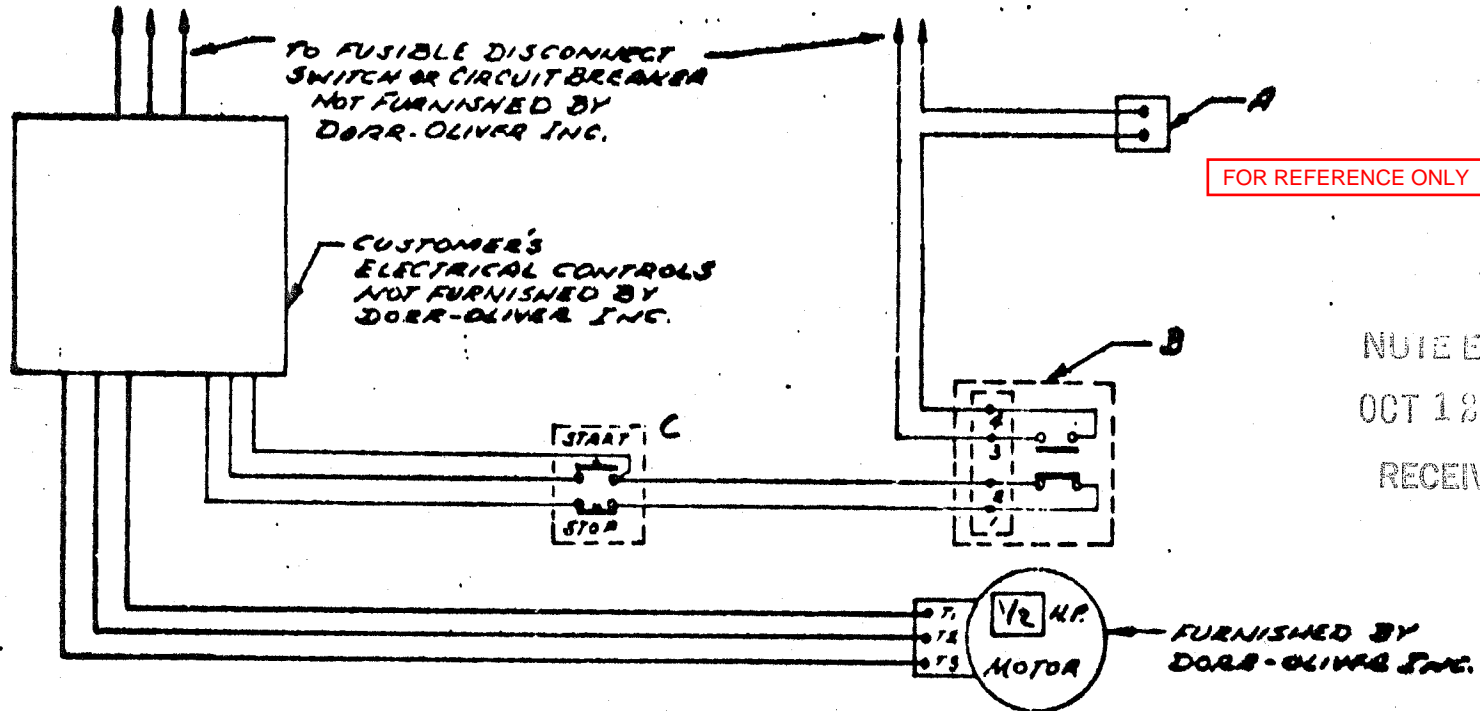 TO FUSIBLE DISCONNECT
SWITCH OR CIRCUIT BREAKER
NOT FURNISHED BY
DORR-OLIVER INC.
A
FOR REFERENCE ONLY
CUSTOMER'S
ELECTRICAL CONTROLS
NOT FURNISHED BY
DORR-OLIVER INC.
B
OCT 1
RECEIV
START
C
STOP
4
3
2
1
T1
T2
T3
1/2 H.P.
MOTOR
FURNISHED BY
DORR-OLIVER INC.